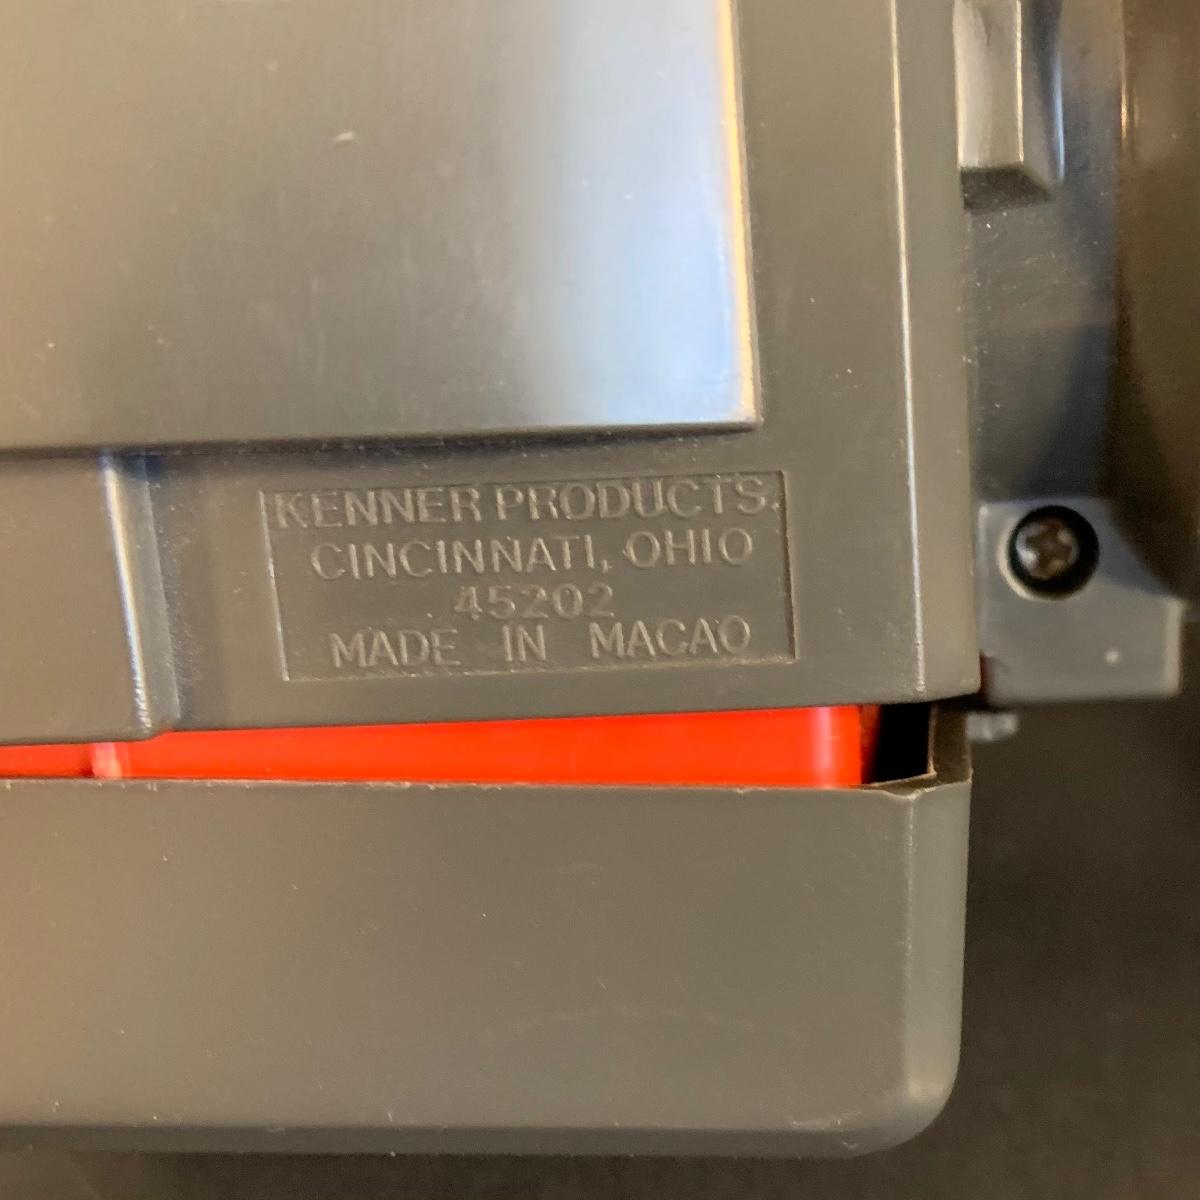 KENNER PRODUCTS.
CINCINNATI, OHIO
45202
MADE IN MACAO